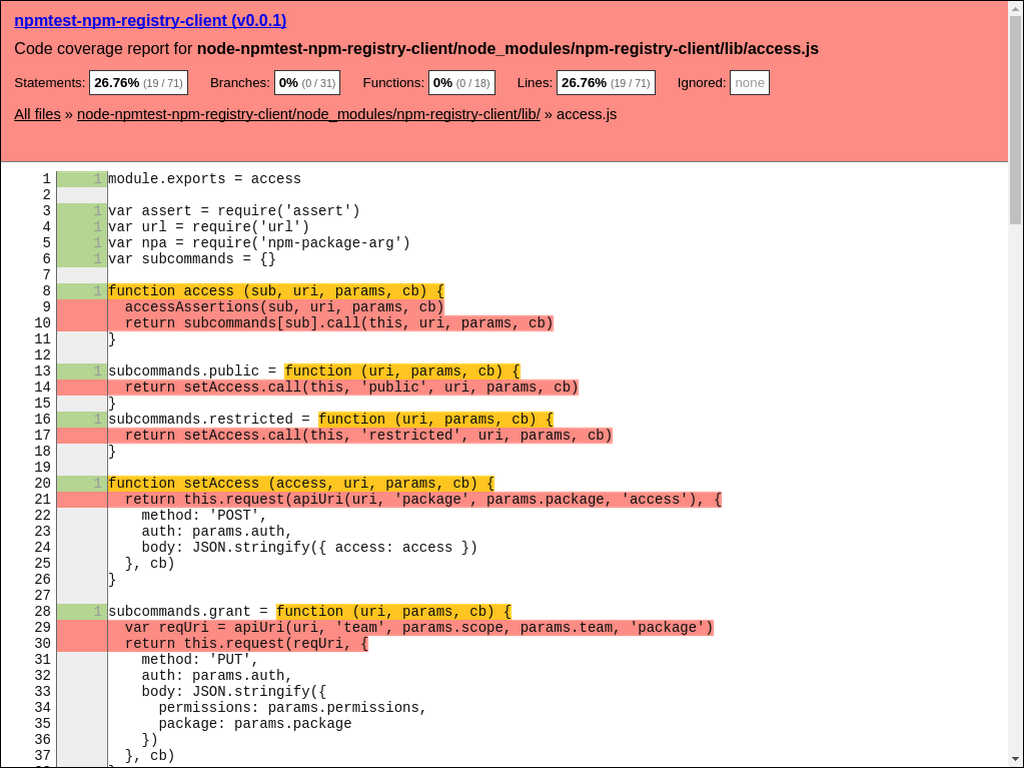 npmtest-npm-registry-client (v0.0.1)
Code coverage report for node-npmtest-npm-registry-client/node_modules/npm-registry-client/lib/access.js
Statements: 26.76% (19 / 71) Branches: 0% (0 / 31) Functions: 0% (0 / 18) Lines: 26.76% (19 / 71) Ignored: none
All files » node-npmtest-npm-registry-client/node_modules/npm-registry-client/lib/ » access.js
1 1 module.exports = access
2
3 1 var assert = require('assert')
4 1 var url = require('url')
5 1 var npa = require('npm-package-arg')
6 1 var subcommands = {}
7
8 1 function access (sub, uri, params, cb) {
9   accessAssertions(sub, uri, params, cb)
10   return subcommands[sub].call(this, uri, params, cb)
11 }
12
13 1 subcommands.public = function (uri, params, cb) {
14   return setAccess.call(this, 'public', uri, params, cb)
15 }
16 1 subcommands.restricted = function (uri, params, cb) {
17   return setAccess.call(this, 'restricted', uri, params, cb)
18 }
19
20 1 function setAccess (access, uri, params, cb) {
21   return this.request(apiUri(uri, 'package', params.package, 'access'), {
22     method: 'POST',
23     auth: params.auth,
24     body: JSON.stringify({ access: access })
25   }, cb)
26 }
27
28 1 subcommands.grant = function (uri, params, cb) {
29   var reqUri = apiUri(uri, 'team', params.scope, params.team, 'package')
30   return this.request(reqUri, {
31     method: 'PUT',
32     auth: params.auth,
33     body: JSON.stringify({
34       permissions: params.permissions,
35       package: params.package
36     })
37   }, cb)